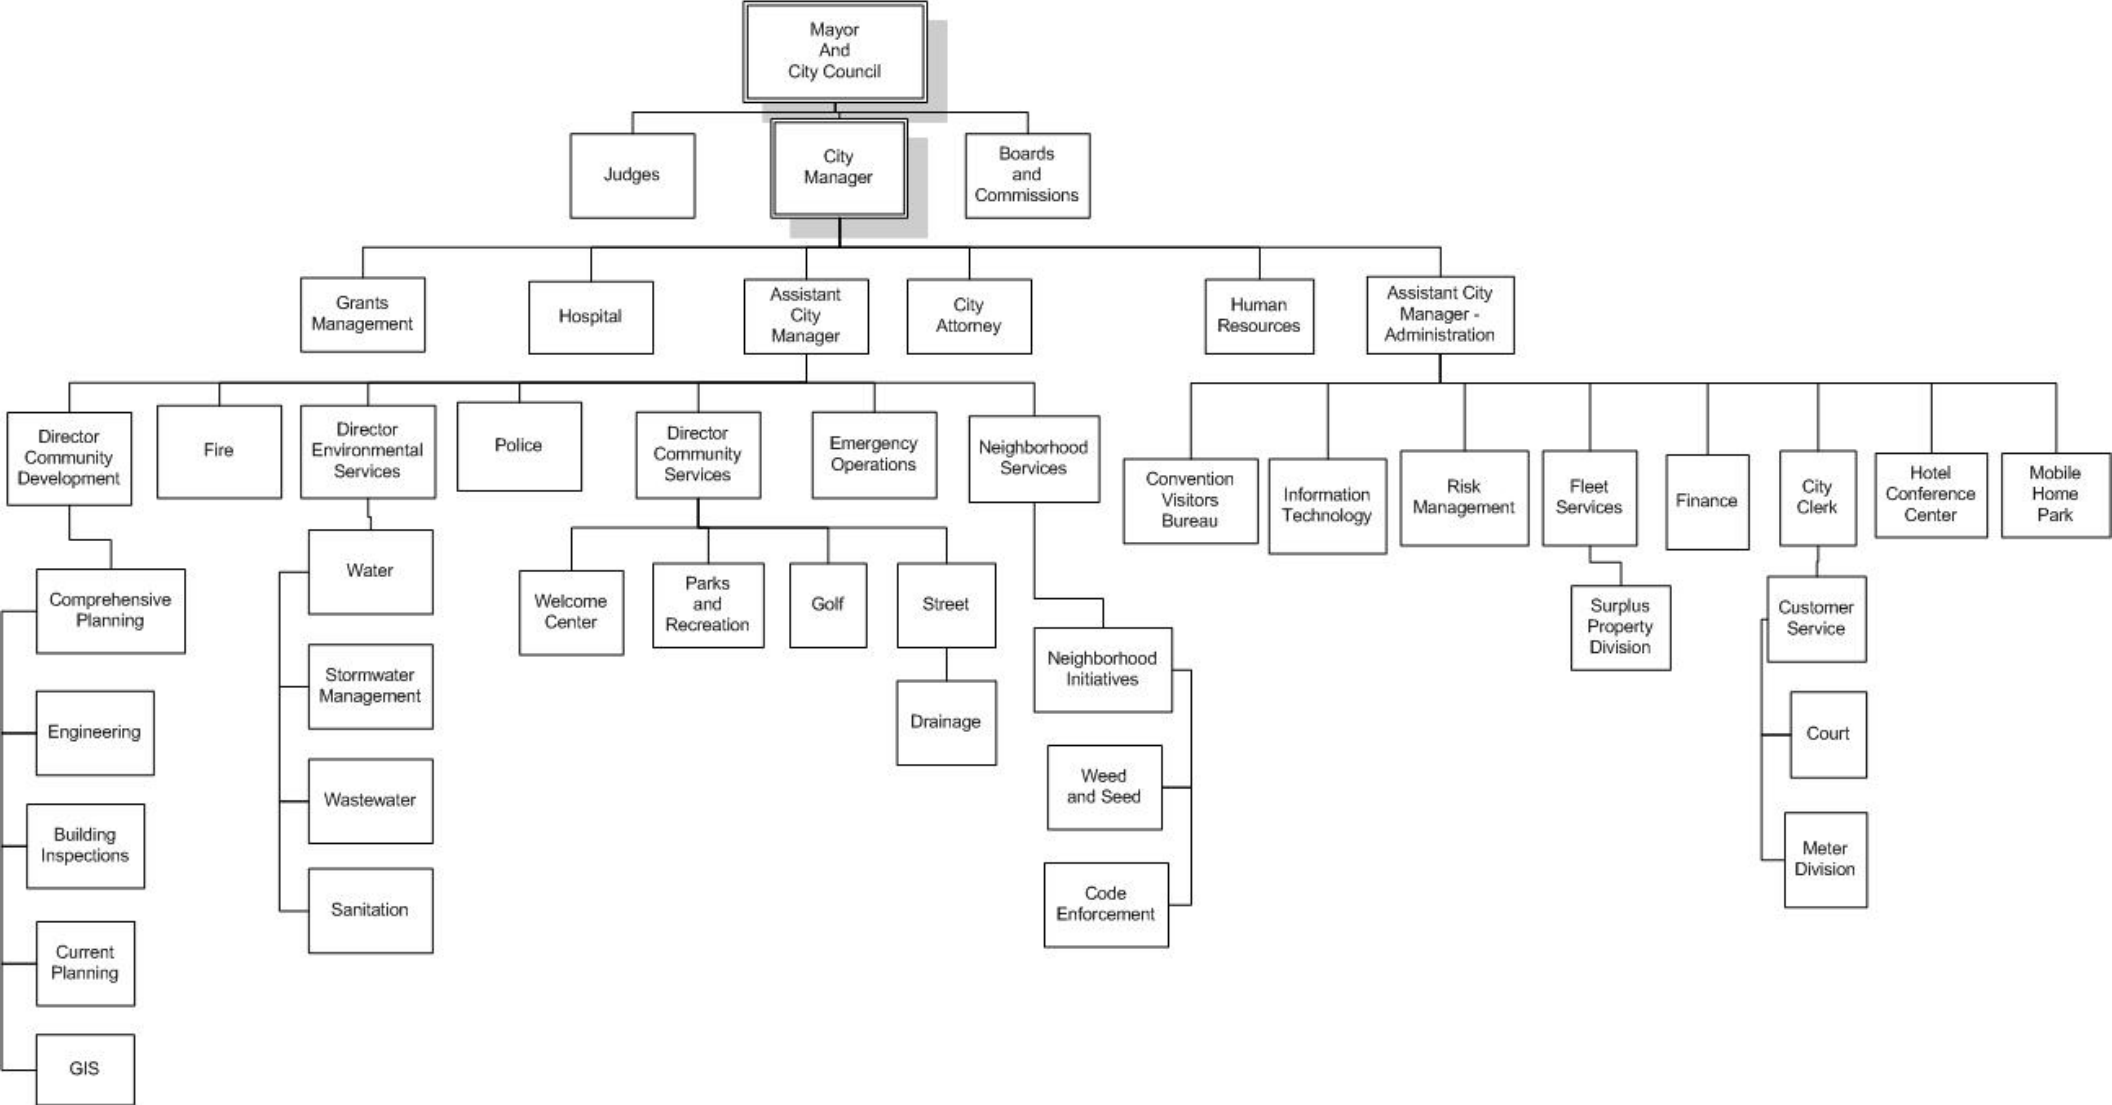 Mayor
And
City Council
Judges
City
Manager
Boards
and
Commissions
Grants
Management
Hospital
Assistant
City
Manager
City
Attorney
Human
Resources
Assistant City
Manager -
Administration
Director
Community
Development
Fire
Director
Environmental
Services
Police
Director
Community
Services
Emergency
Operations
Neighborhood
Services
Convention
Visitors
Bureau
Information
Technology
Risk
Management
Fleet
Services
Finance
City
Clerk
Hotel
Conference
Center
Mobile
Home
Park
Comprehensive
Planning
Water
Welcome
Center
Parks
and
Recreation
Golf
Street
Neighborhood
Initiatives
Surplus
Property
Division
Customer
Service
Engineering
Stormwater
Management
Drainage
Weed
and Seed
Court
Building
Inspections
Wastewater
Code
Enforcement
Meter
Division
Current
Planning
Sanitation
GIS